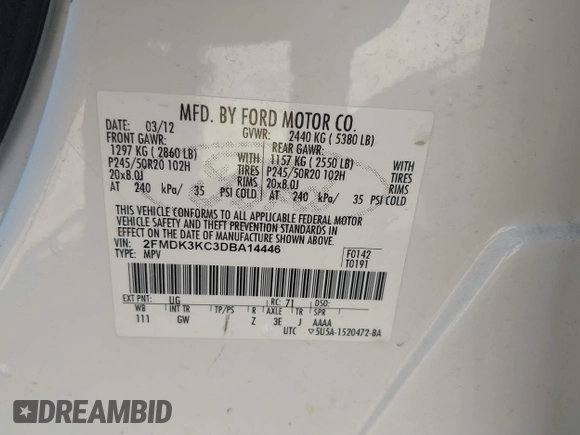 MFD. BY FORD MOTOR CO.
DATE: 03/12 GVWR: 2440 KG ( 5380 LB)
FRONT GAWR: REAR GAWR:
1297 KG ( 2860 LB) 1157 KG ( 2550 LB)
P245/50R20 102H TIRES P245/50R20 102H TIRES
20x8.0J RIMS 20x8.0J RIMS
AT 240 kPa/ 35 PSI COLD AT 240 kPa/ 35 PSI COLD
THIS VEHICLE CONFORMS TO ALL APPLICABLE FEDERAL MOTOR
VEHICLE SAFETY AND THEFT PREVENTION STANDARDS IN
EFFECT ON THE DATE OF MANUFACTURE SHOWN ABOVE.
VIN: 2FMDK3KC3DBA14446 F0142
TYPE: MPV T0191
EXT PNT: UG RC: 71 DSO:
WB INT TR TP/PS R AXLE TR SPR
111 GW Z 3E J AAAA
UTC ▽5U5A-1520472-BA
DREAMBID